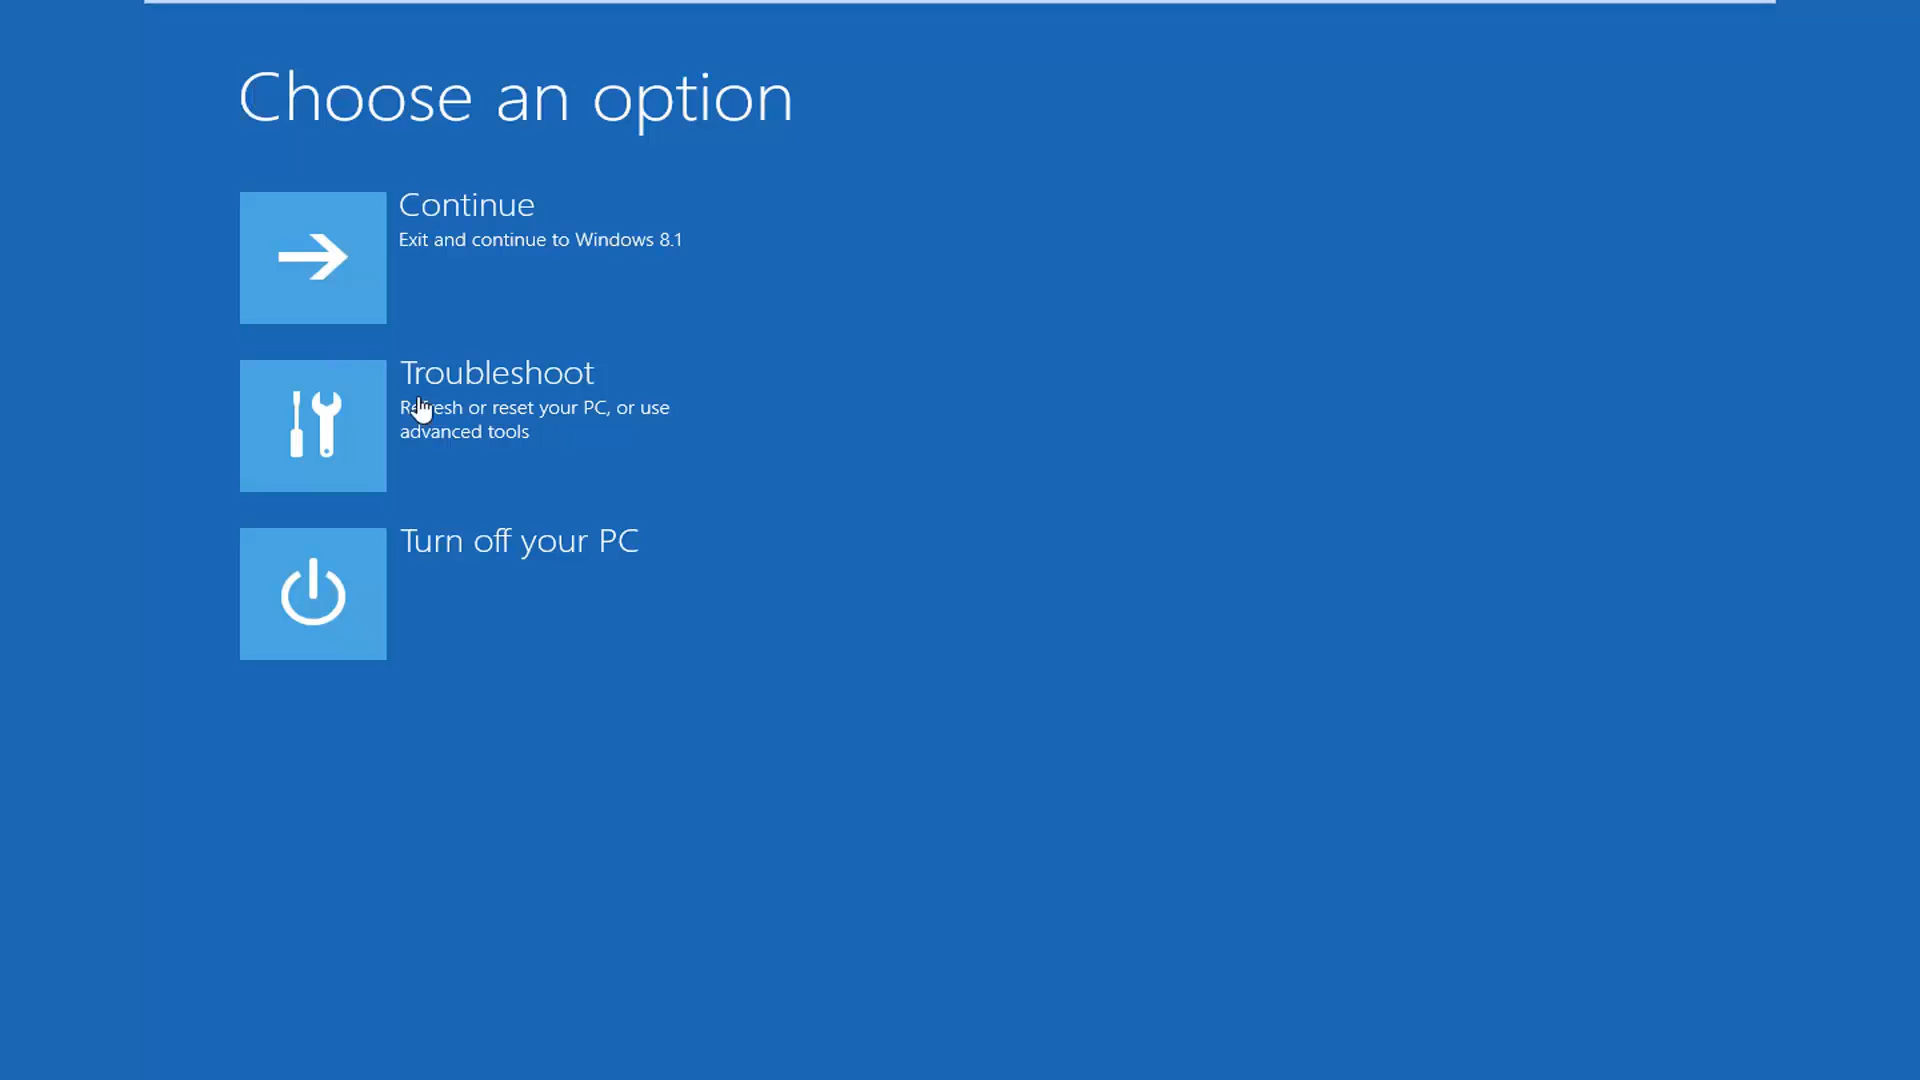 Choose an option
Continue
Exit and continue to Windows 8.1
Troubleshoot
Refresh or reset your PC, or use
advanced tools
Turn off your PC